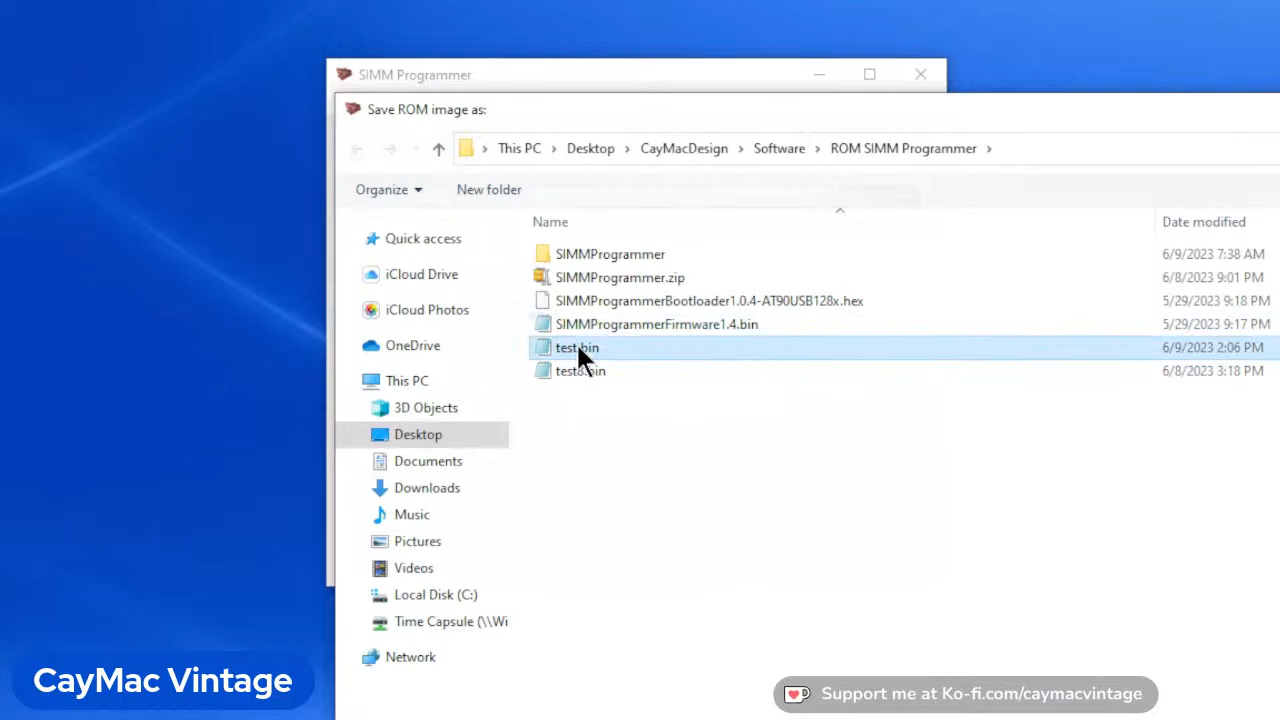 SIMM Programmer
Save ROM image as:
This PC
Desktop
CayMacDesign
Software
ROM SIMM Programmer
Organize
New folder
Name
Date modified
Quick access
iCloud Drive
iCloud Photos
OneDrive
This PC
3D Objects
Desktop
Documents
Downloads
Music
Pictures
Videos
Local Disk (C:)
Time Capsule (\\Wi
Network
SIMMProgrammer
6/9/2023 7:38 AM
SIMMProgrammer.zip
6/8/2023 9:01 PM
SIMMProgrammerBootloader1.0.4-AT90USB128x.hex
5/29/2023 9:18 PM
SIMMProgrammerFirmware1.4.bin
5/29/2023 9:17 PM
test.bin
6/9/2023 2:06 PM
test8.bin
6/8/2023 3:18 PM
CayMac Vintage
Support me at Ko-fi.com/caymacvintage